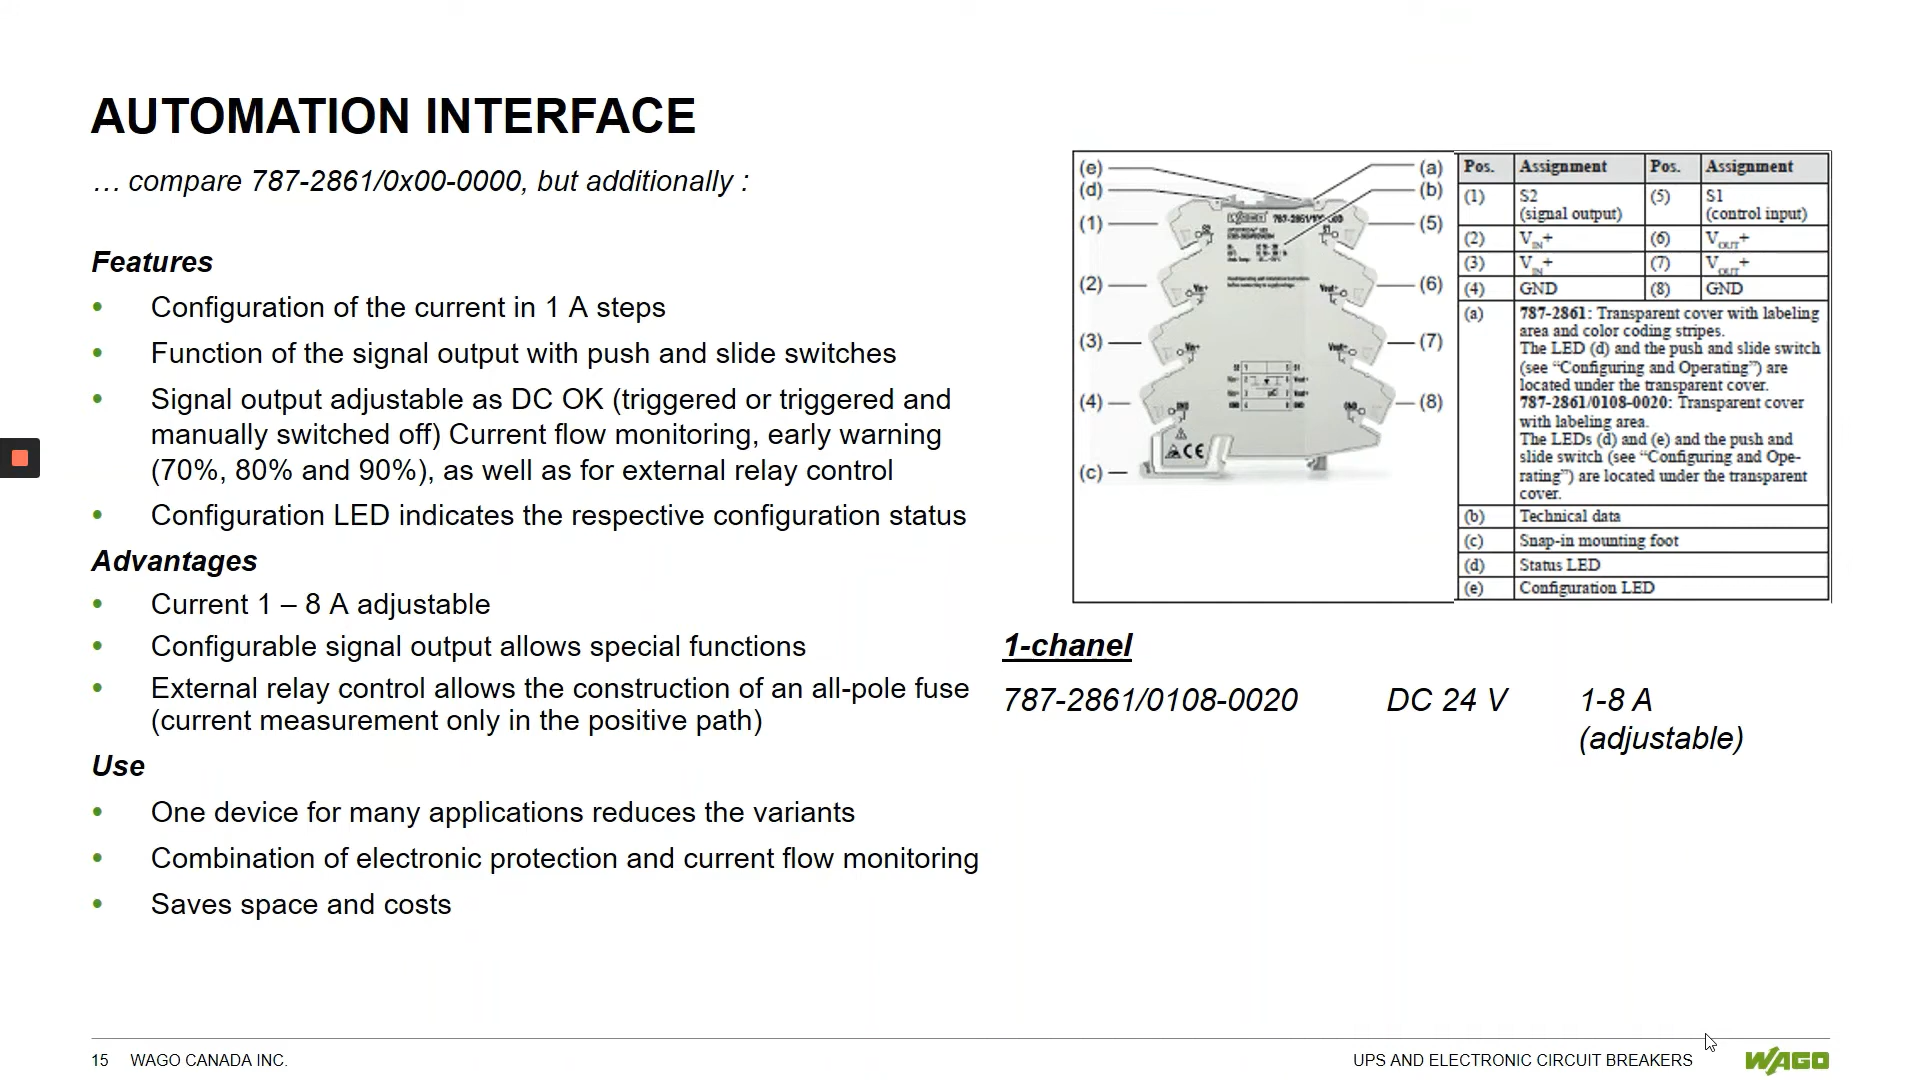 AUTOMATION INTERFACE
… compare 787-2861/0x00-0000, but additionally :
Features
• Configuration of the current in 1 A steps
• Function of the signal output with push and slide switches
• Signal output adjustable as DC OK (triggered or triggered and
manually switched off) Current flow monitoring, early warning
(70%, 80% and 90%), as well as for external relay control
• Configuration LED indicates the respective configuration status
Advantages
• Current 1 – 8 A adjustable
• Configurable signal output allows special functions
• External relay control allows the construction of an all-pole fuse
(current measurement only in the positive path)
Use
• One device for many applications reduces the variants
• Combination of electronic protection and current flow monitoring
• Saves space and costs
(e) (a)
(d) (b)
(1) (5)
(2) (6)
(3) (7)
(4) (8)
(c)
S2 S1
Vin+ Vout+
Vin+ Vout+
GND GND
CE
Pos. Assignment Pos. Assignment
(1) S2 (5) S1
(signal output) (control input)
(2) VIN+ (6) VOUT+
(3) VIN+ (7) VOUT+
(4) GND (8) GND
(a) 787-2861: Transparent cover with labeling
area and color coding stripes.
The LED (d) and the push and slide switch
(see “Configuring and Operating”) are
located under the transparent cover.
787-2861/0108-0020: Transparent cover
with labeling area.
The LEDs (d) and (e) and the push and
slide switch (see “Configuring and Ope-
rating”) are located under the transparent
cover.
(b) Technical data
(c) Snap-in mounting foot
(d) Status LED
(e) Configuration LED
1-chanel
787-2861/0108-0020 DC 24 V 1-8 A
(adjustable)
15 WAGO CANADA INC.
UPS AND ELECTRONIC CIRCUIT BREAKERS
WAGO